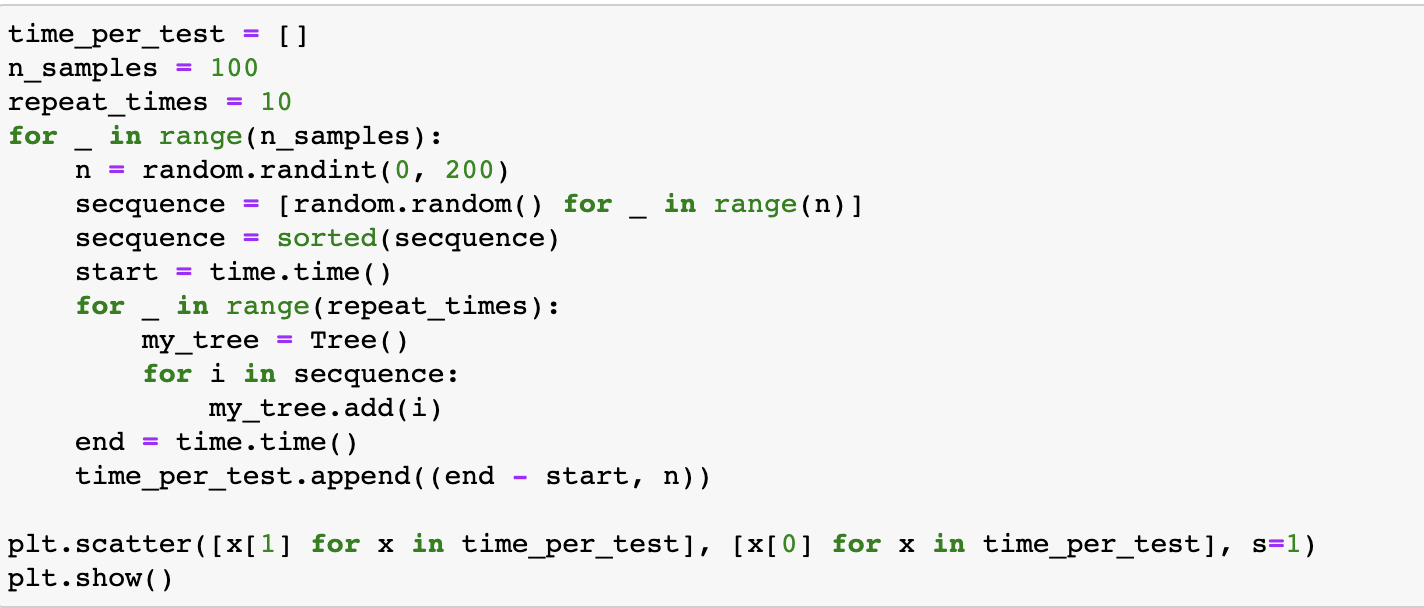 time_per_test = []
n_samples = 100
repeat_times = 10
for _ in range(n_samples):
    n = random.randint(0, 200)
    secquence = [random.random() for _ in range(n)]
    secquence = sorted(secquence)
    start = time.time()
    for _ in range(repeat_times):
        my_tree = Tree()
        for i in secquence:
            my_tree.add(i)
    end = time.time()
    time_per_test.append((end - start, n))

plt.scatter([x[1] for x in time_per_test], [x[0] for x in time_per_test], s=1)
plt.show()